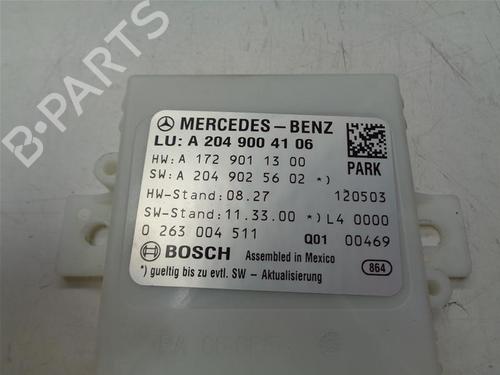 B-PARTS
MERCEDES-BENZ
LU: A 204 900 41 06
HW: A 172 901 13 00
PARK
SW: A 204 902 56 02 *)
HW-Stand: 08.27 120503
SW-Stand: 11.33.00 *) L4 0000
0 263 004 511 Q01 00469
BOSCH Assembled in Mexico
*) gueltig bis zu evtl. SW - Aktualisierung 864